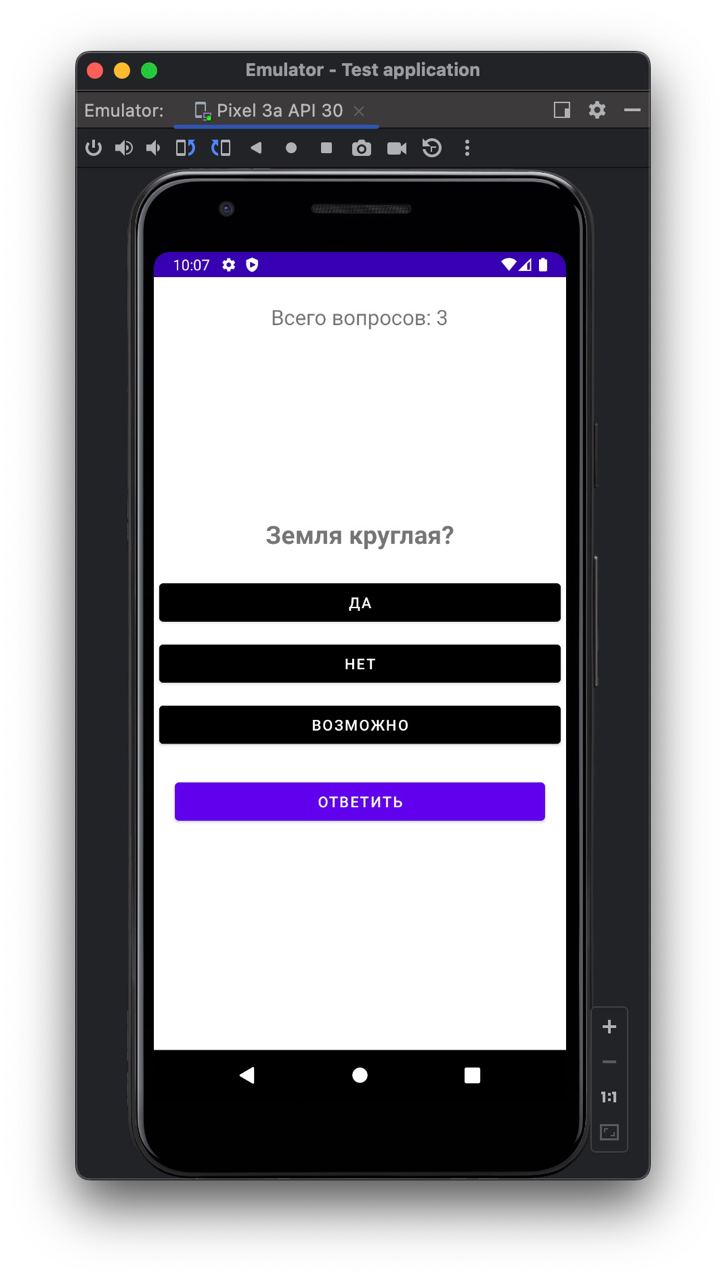 Emulator - Test application
Emulator:
Pixel 3a API 30
10:07
Всего вопросов: 3
Земля круглая?
ДА
НЕТ
ВОЗМОЖНО
ОТВЕТИТЬ
1:1